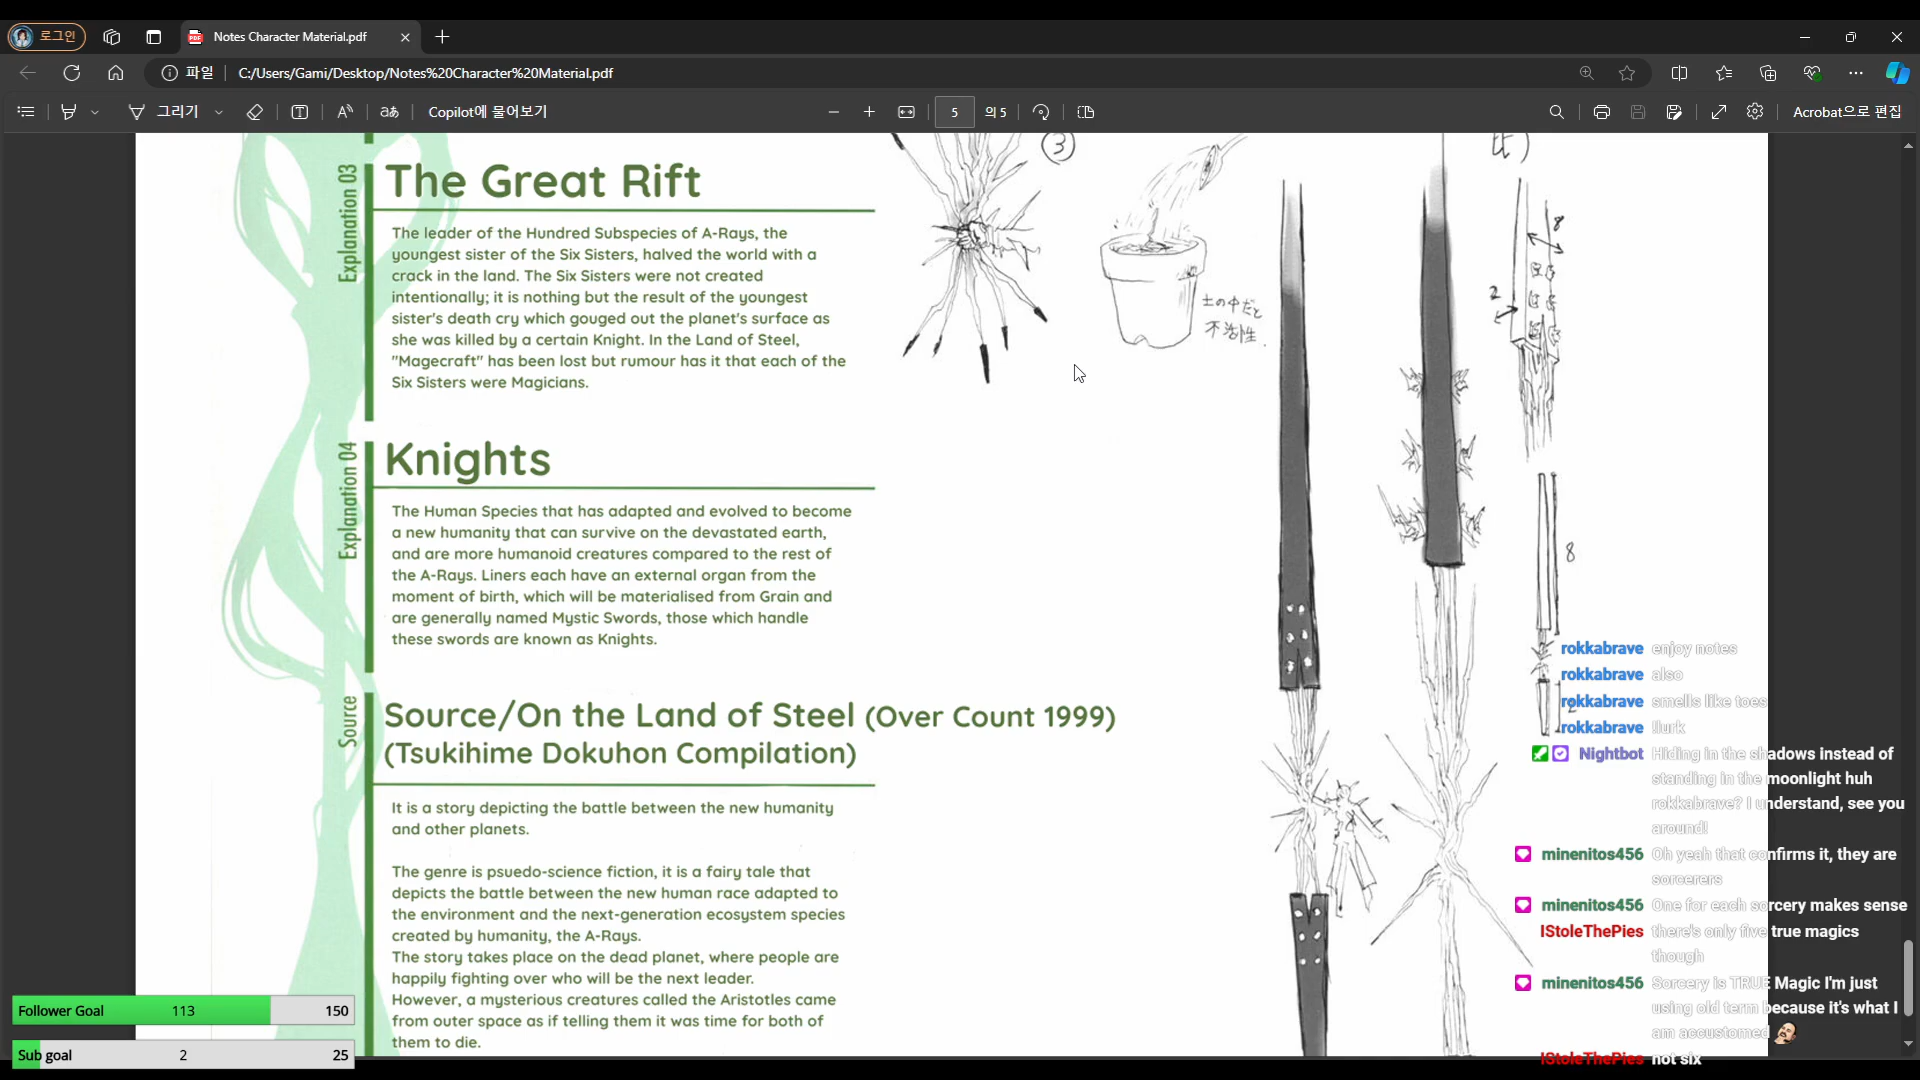 로그인
Notes Character Material.pdf
파일
C:/Users/Gami/Desktop/Notes%20Character%20Material.pdf
그리기
Copilot에 물어보기
5
의 5
Acrobat으로 편집
Explanation 03
The Great Rift
The leader of the Hundred Subspecies of A-Rays, the
youngest sister of the Six Sisters, halved the world with a
crack in the land. The Six Sisters were not created
intentionally; it is nothing but the result of the youngest
sister's death cry which gouged out the planet's surface as
she was killed by a certain Knight. In the Land of Steel,
"Magecraft" has been lost but rumour has it that each of the
Six Sisters were Magicians.
Explanation 04
Knights
The Human Species that has adapted and evolved to become
a new humanity that can survive on the devastated earth,
and are more humanoid creatures compared to the rest of
the A-Rays. Liners each have an external organ from the
moment of birth, which will be materialised from Grain and
are generally named Mystic Swords, those which handle
these swords are known as Knights.
Source
Source/On the Land of Steel (Over Count 1999)
(Tsukihime Dokuhon Compilation)
It is a story depicting the battle between the new humanity
and other planets.
The genre is psuedo-science fiction, it is a fairy tale that
depicts the battle between the new human race adapted to
the environment and the next-generation ecosystem species
created by humanity, the A-Rays.
The story takes place on the dead planet, where people are
happily fighting over who will be the next leader.
However, a mysterious creatures called the Aristotles came
from outer space as if telling them it was time for both of
them to die.
③
土の中だと
不活性.
8
2
8
2
rokkabrave enjoy notes
rokkabrave also
rokkabrave smells like toes
rokkabrave !lurk
Nightbot Hiding in the shadows instead of
standing in the moonlight huh
rokkabrave? I understand, see you
around!
minenitos456 Oh yeah that confirms it, they are
sorcerers
minenitos456 One for each sorcery makes sense
IStoleThePies there's only five true magics
though
minenitos456 Sorcery is TRUE Magic I'm just
using old term because it's what I
am accustomed
IStoleThePies not six
Follower Goal 113 150
Sub goal 2 25